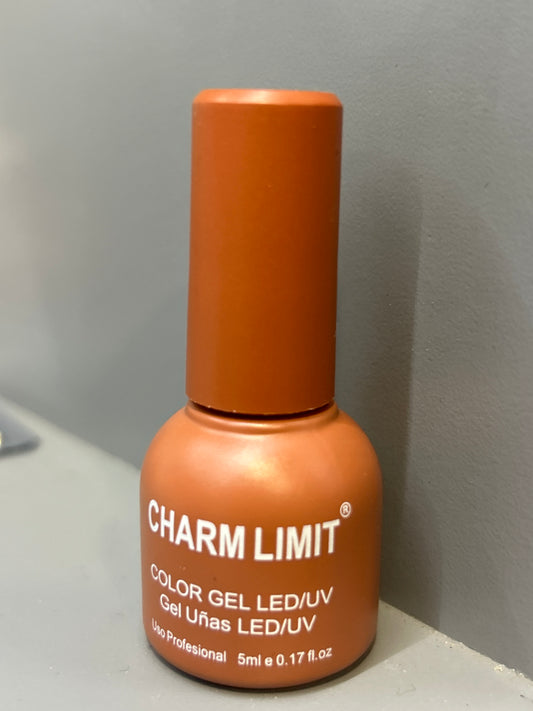 CHARM LIMIT®
COLOR GEL LED/UV
Gel Uñas LED/UV
Uso Profesional 5ml e 0.17 fl.oz